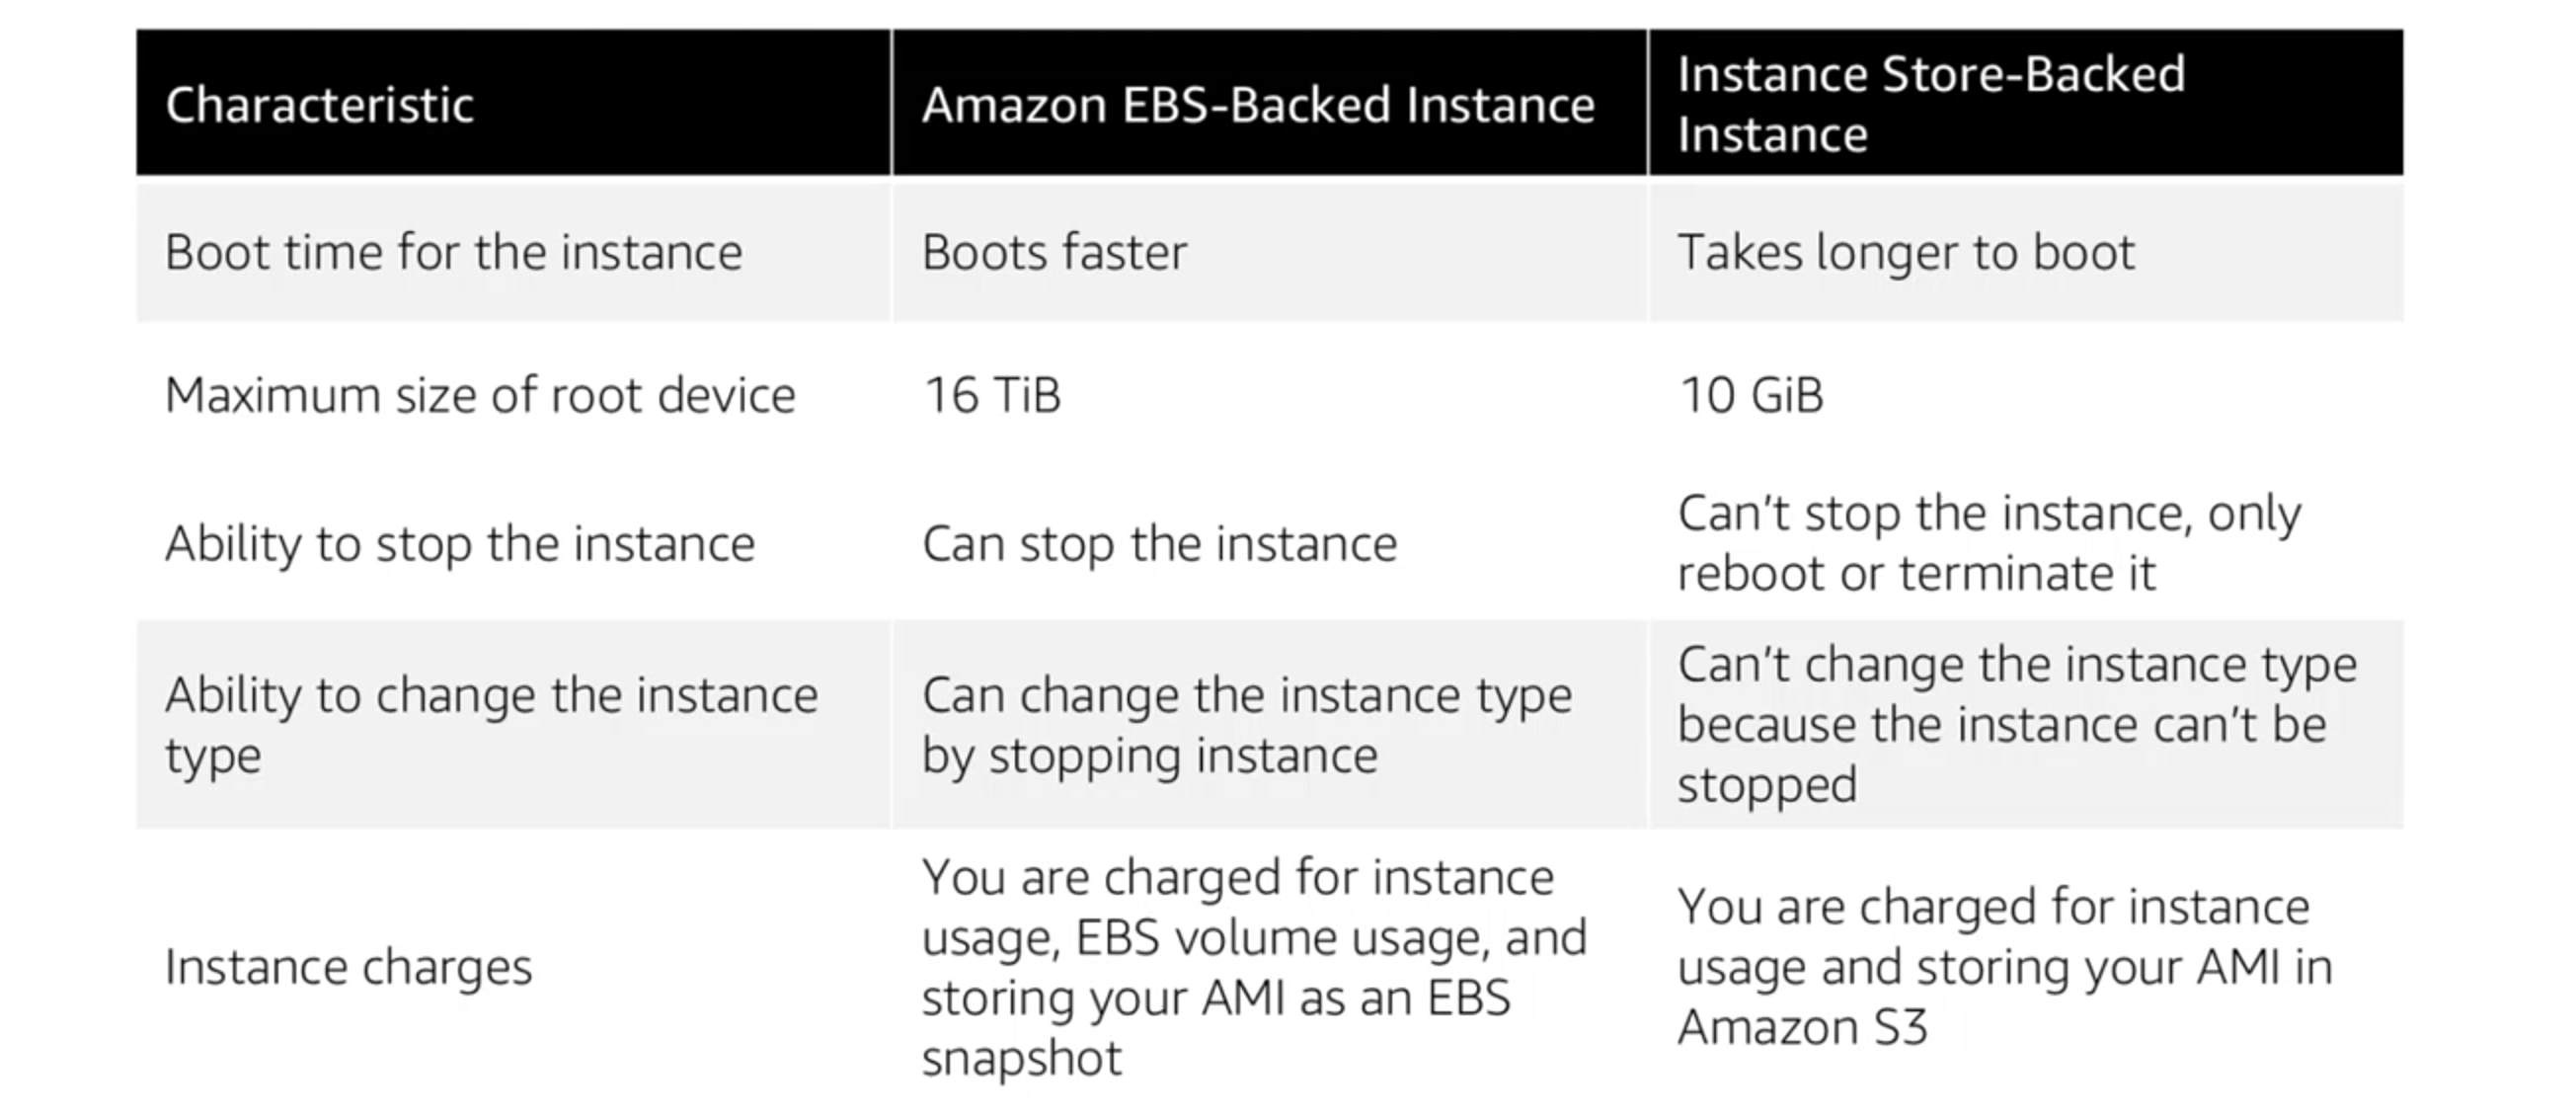 Characteristic
Amazon EBS-Backed Instance
Instance Store-Backed
Instance
Boot time for the instance
Boots faster
Takes longer to boot
Maximum size of root device
16 TiB
10 GiB
Ability to stop the instance
Can stop the instance
Can't stop the instance, only
reboot or terminate it
Ability to change the instance
type
Can change the instance type
by stopping instance
Can't change the instance type
because the instance can't be
stopped
Instance charges
You are charged for instance
usage, EBS volume usage, and
storing your AMI as an EBS
snapshot
You are charged for instance
usage and storing your AMI in
Amazon S3